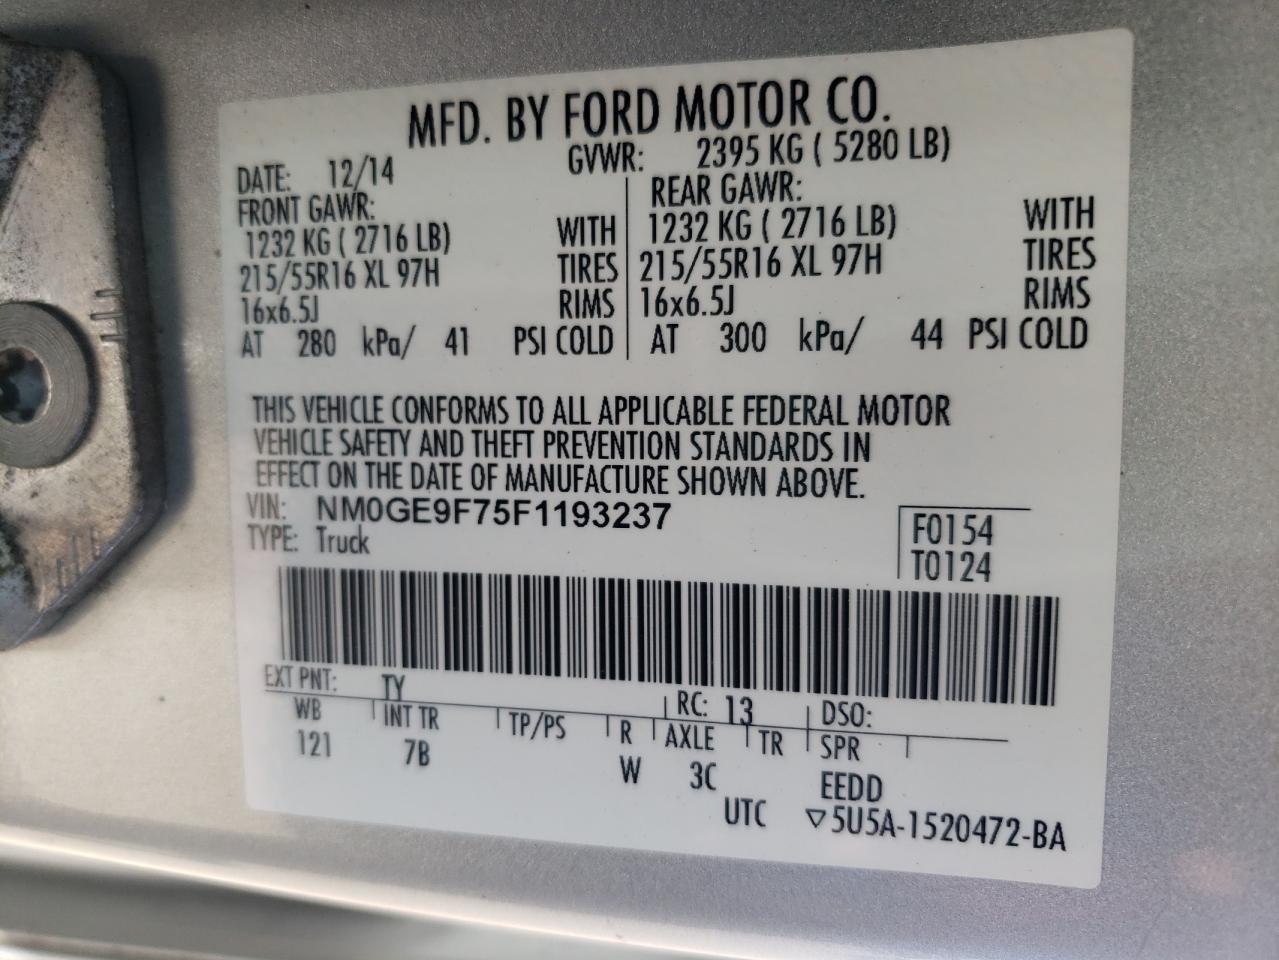 MFD. BY FORD MOTOR CO.
DATE: 12/14 GVWR: 2395 KG ( 5280 LB)
FRONT GAWR: REAR GAWR:
1232 KG ( 2716 LB) WITH 1232 KG ( 2716 LB) WITH
215/55R16 XL 97H TIRES 215/55R16 XL 97H TIRES
16x6.5J RIMS 16x6.5J RIMS
AT 280 kPa/ 41 PSI COLD AT 300 kPa/ 44 PSI COLD
THIS VEHICLE CONFORMS TO ALL APPLICABLE FEDERAL MOTOR
VEHICLE SAFETY AND THEFT PREVENTION STANDARDS IN
EFFECT ON THE DATE OF MANUFACTURE SHOWN ABOVE.
VIN: NM0GE9F75F1193237
TYPE: Truck
F0154
T0124
EXT PNT: TY RC: 13 DSO:
WB INT TR TP/PS R AXLE TR SPR
121 7B W 3C EEDD
UTC ▽5U5A-1520472-BA